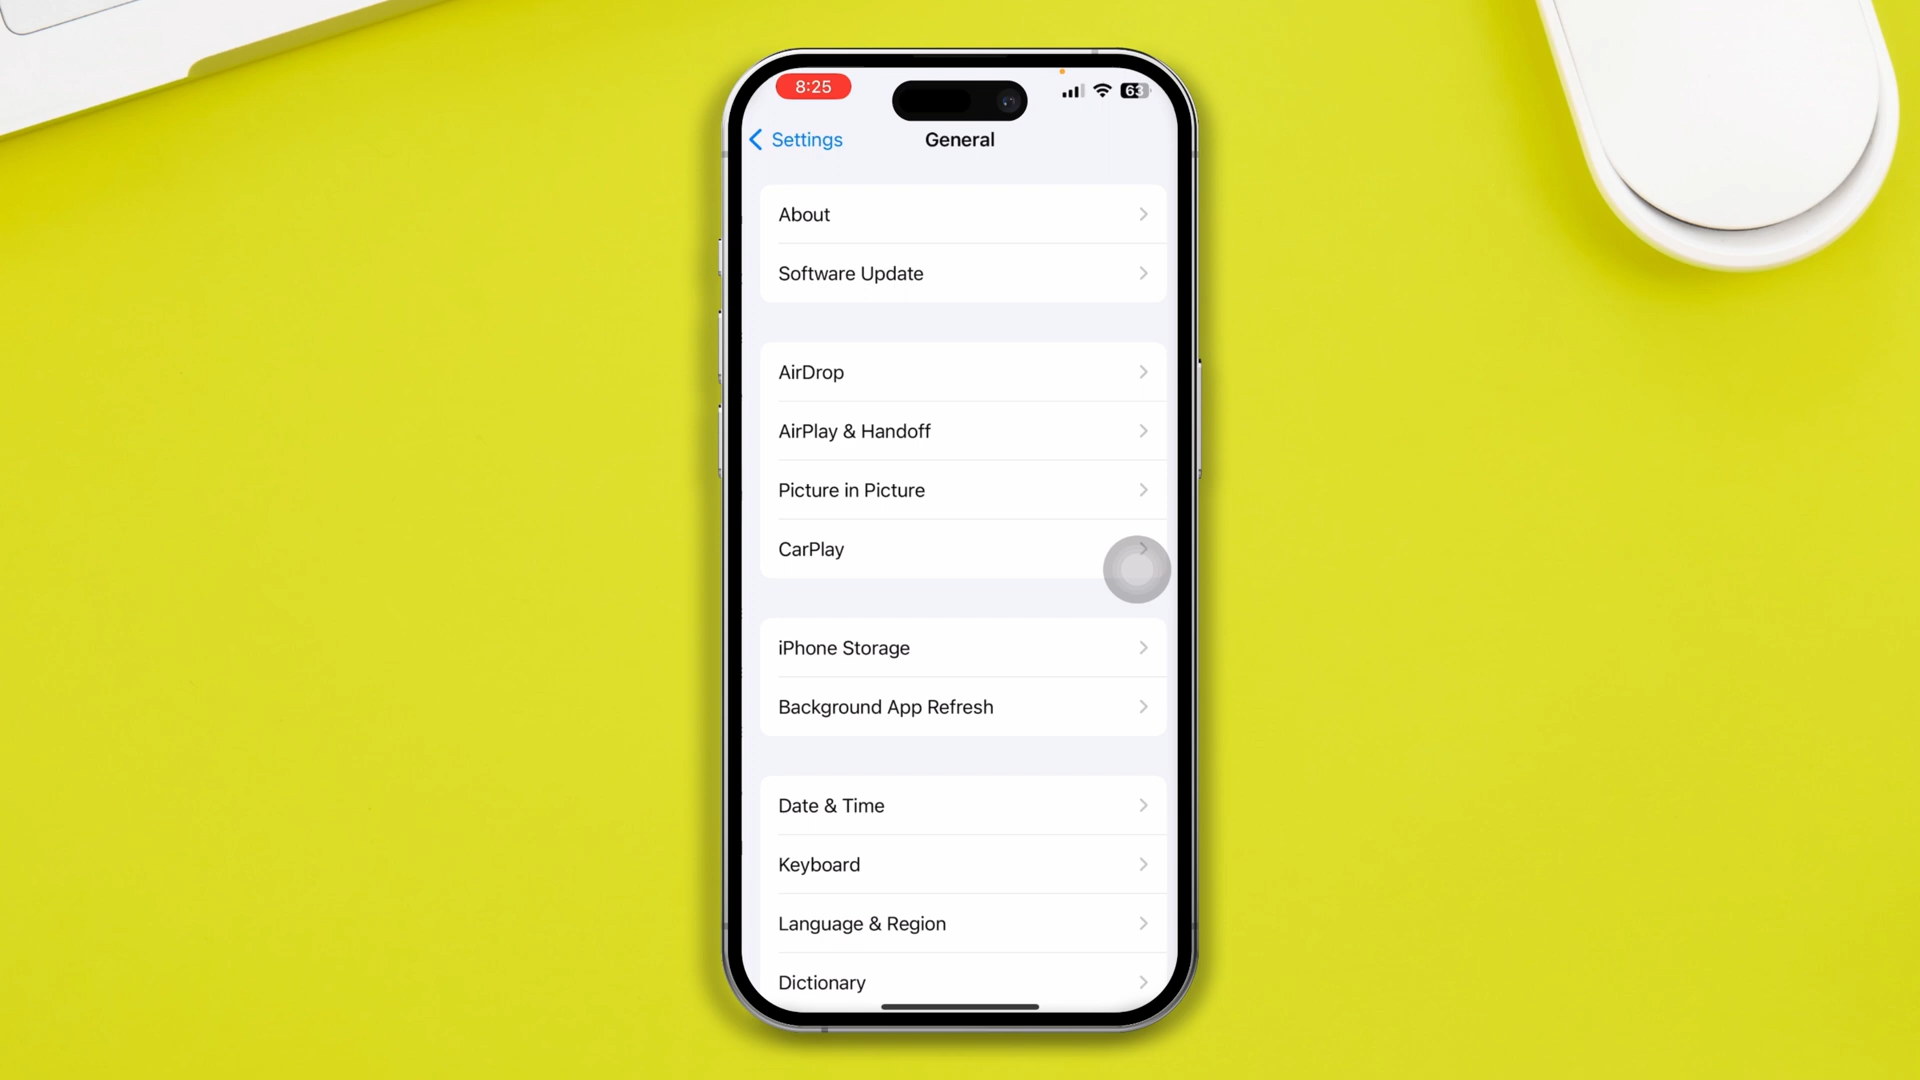 8:25
63
Settings
General
About
Software Update
AirDrop
AirPlay & Handoff
Picture in Picture
CarPlay
iPhone Storage
Background App Refresh
Date & Time
Keyboard
Language & Region
Dictionary